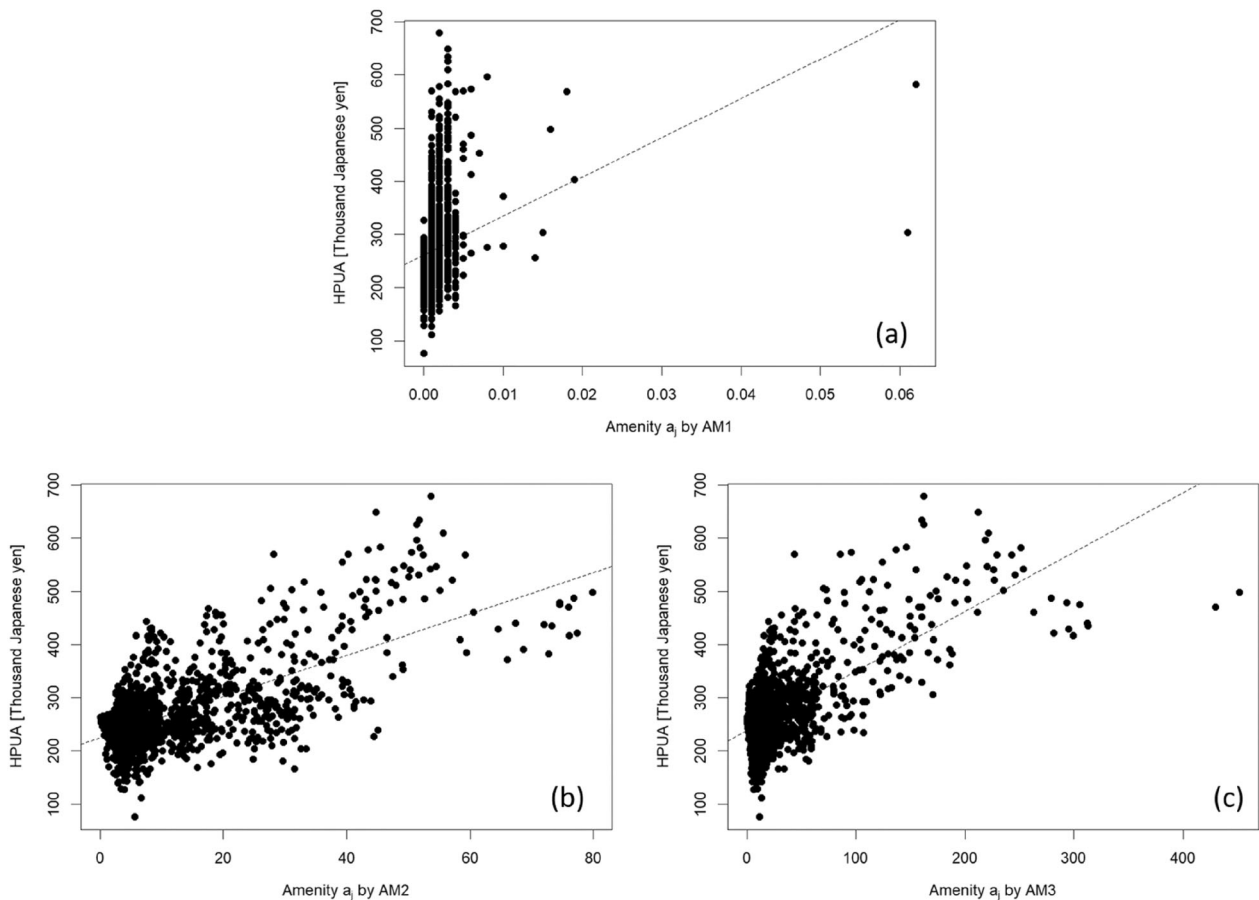 700
600
500
400
300
200
100
HPUA [Thousand Japanese yen]
(a)
0.00 0.01 0.02 0.03 0.04 0.05 0.06
Amenity aj by AM1
700
600
500
400
300
200
100
HPUA [Thousand Japanese yen]
(b)
0 20 40 60 80
Amenity aj by AM2
700
600
500
400
300
200
100
HPUA [Thousand Japanese yen]
(c)
0 100 200 300 400
Amenity aj by AM3